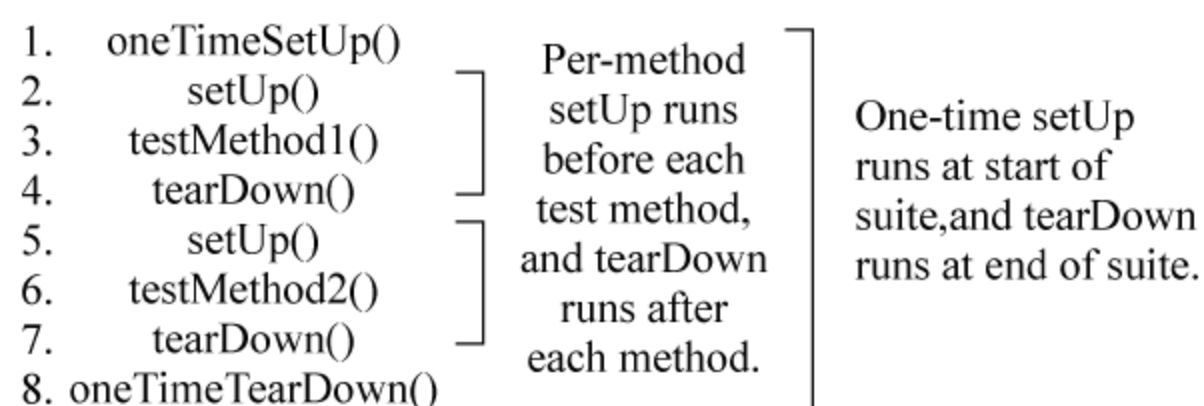 1. oneTimeSetUp()
2. setUp()
3. testMethod1()
4. tearDown()
5. setUp()
6. testMethod2()
7. tearDown()
8. oneTimeTearDown()
Per-method
setUp runs
before each
test method,
and tearDown
runs after
each method.
One-time setUp
runs at start of
suite,and tearDown
runs at end of suite.